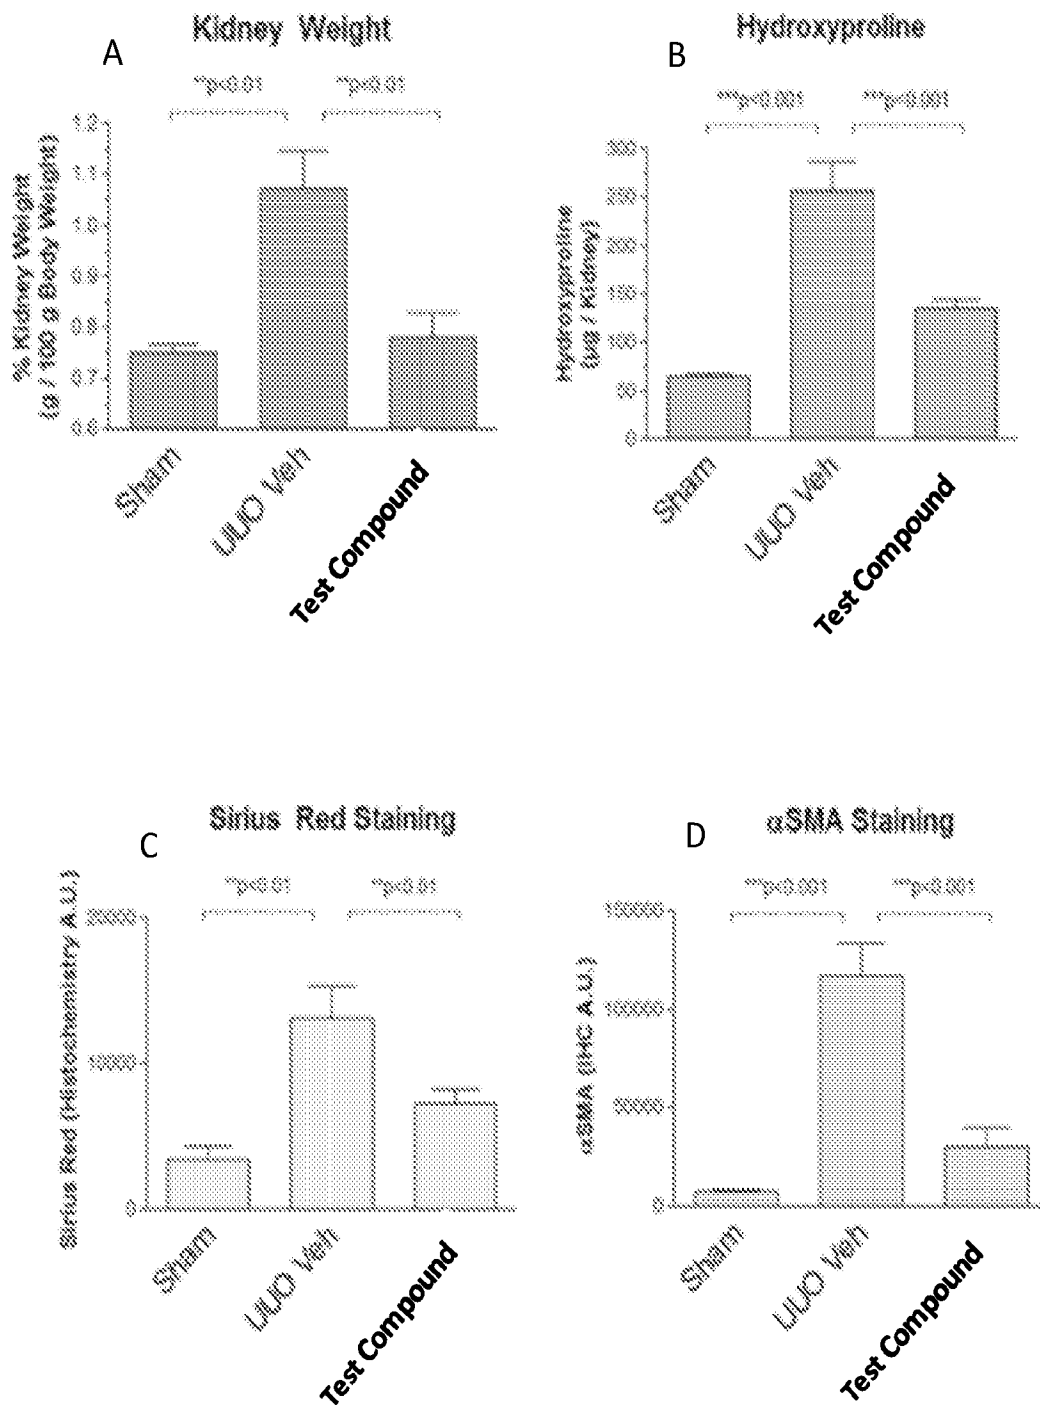 A
Kidney Weight
**p<0.01 **p<0.01
% Kidney Weight
(g / 100 g Body Weight)
1.2
1.1
1.0
0.9
0.8
0.7
0.6
Sham
UUO Veh
Test Compound
B
Hydroxyproline
***p<0.001 ***p<0.001
Hydroxyproline
(µg / Kidney)
300
250
200
150
100
50
0
Sham
UUO Veh
Test Compound
C
Sirius Red Staining
**p<0.01 **p<0.01
Sirius Red (Histochemistry A.U.)
20000
10000
0
Sham
UUO Veh
Test Compound
D
αSMA Staining
***p<0.001 ***p<0.001
αSMA (IHC A.U.)
150000
100000
50000
0
Sham
UUO Veh
Test Compound